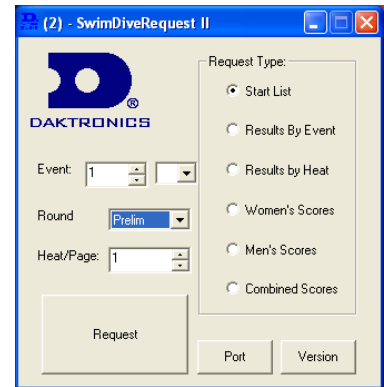 (2) - SwimDiveRequest II
D ®
DAKTRONICS
Request Type:
Start List
Results By Event
Results by Heat
Women's Scores
Men's Scores
Combined Scores
Event: 1
Round Prelim
Heat/Page: 1
Request
Port
Version